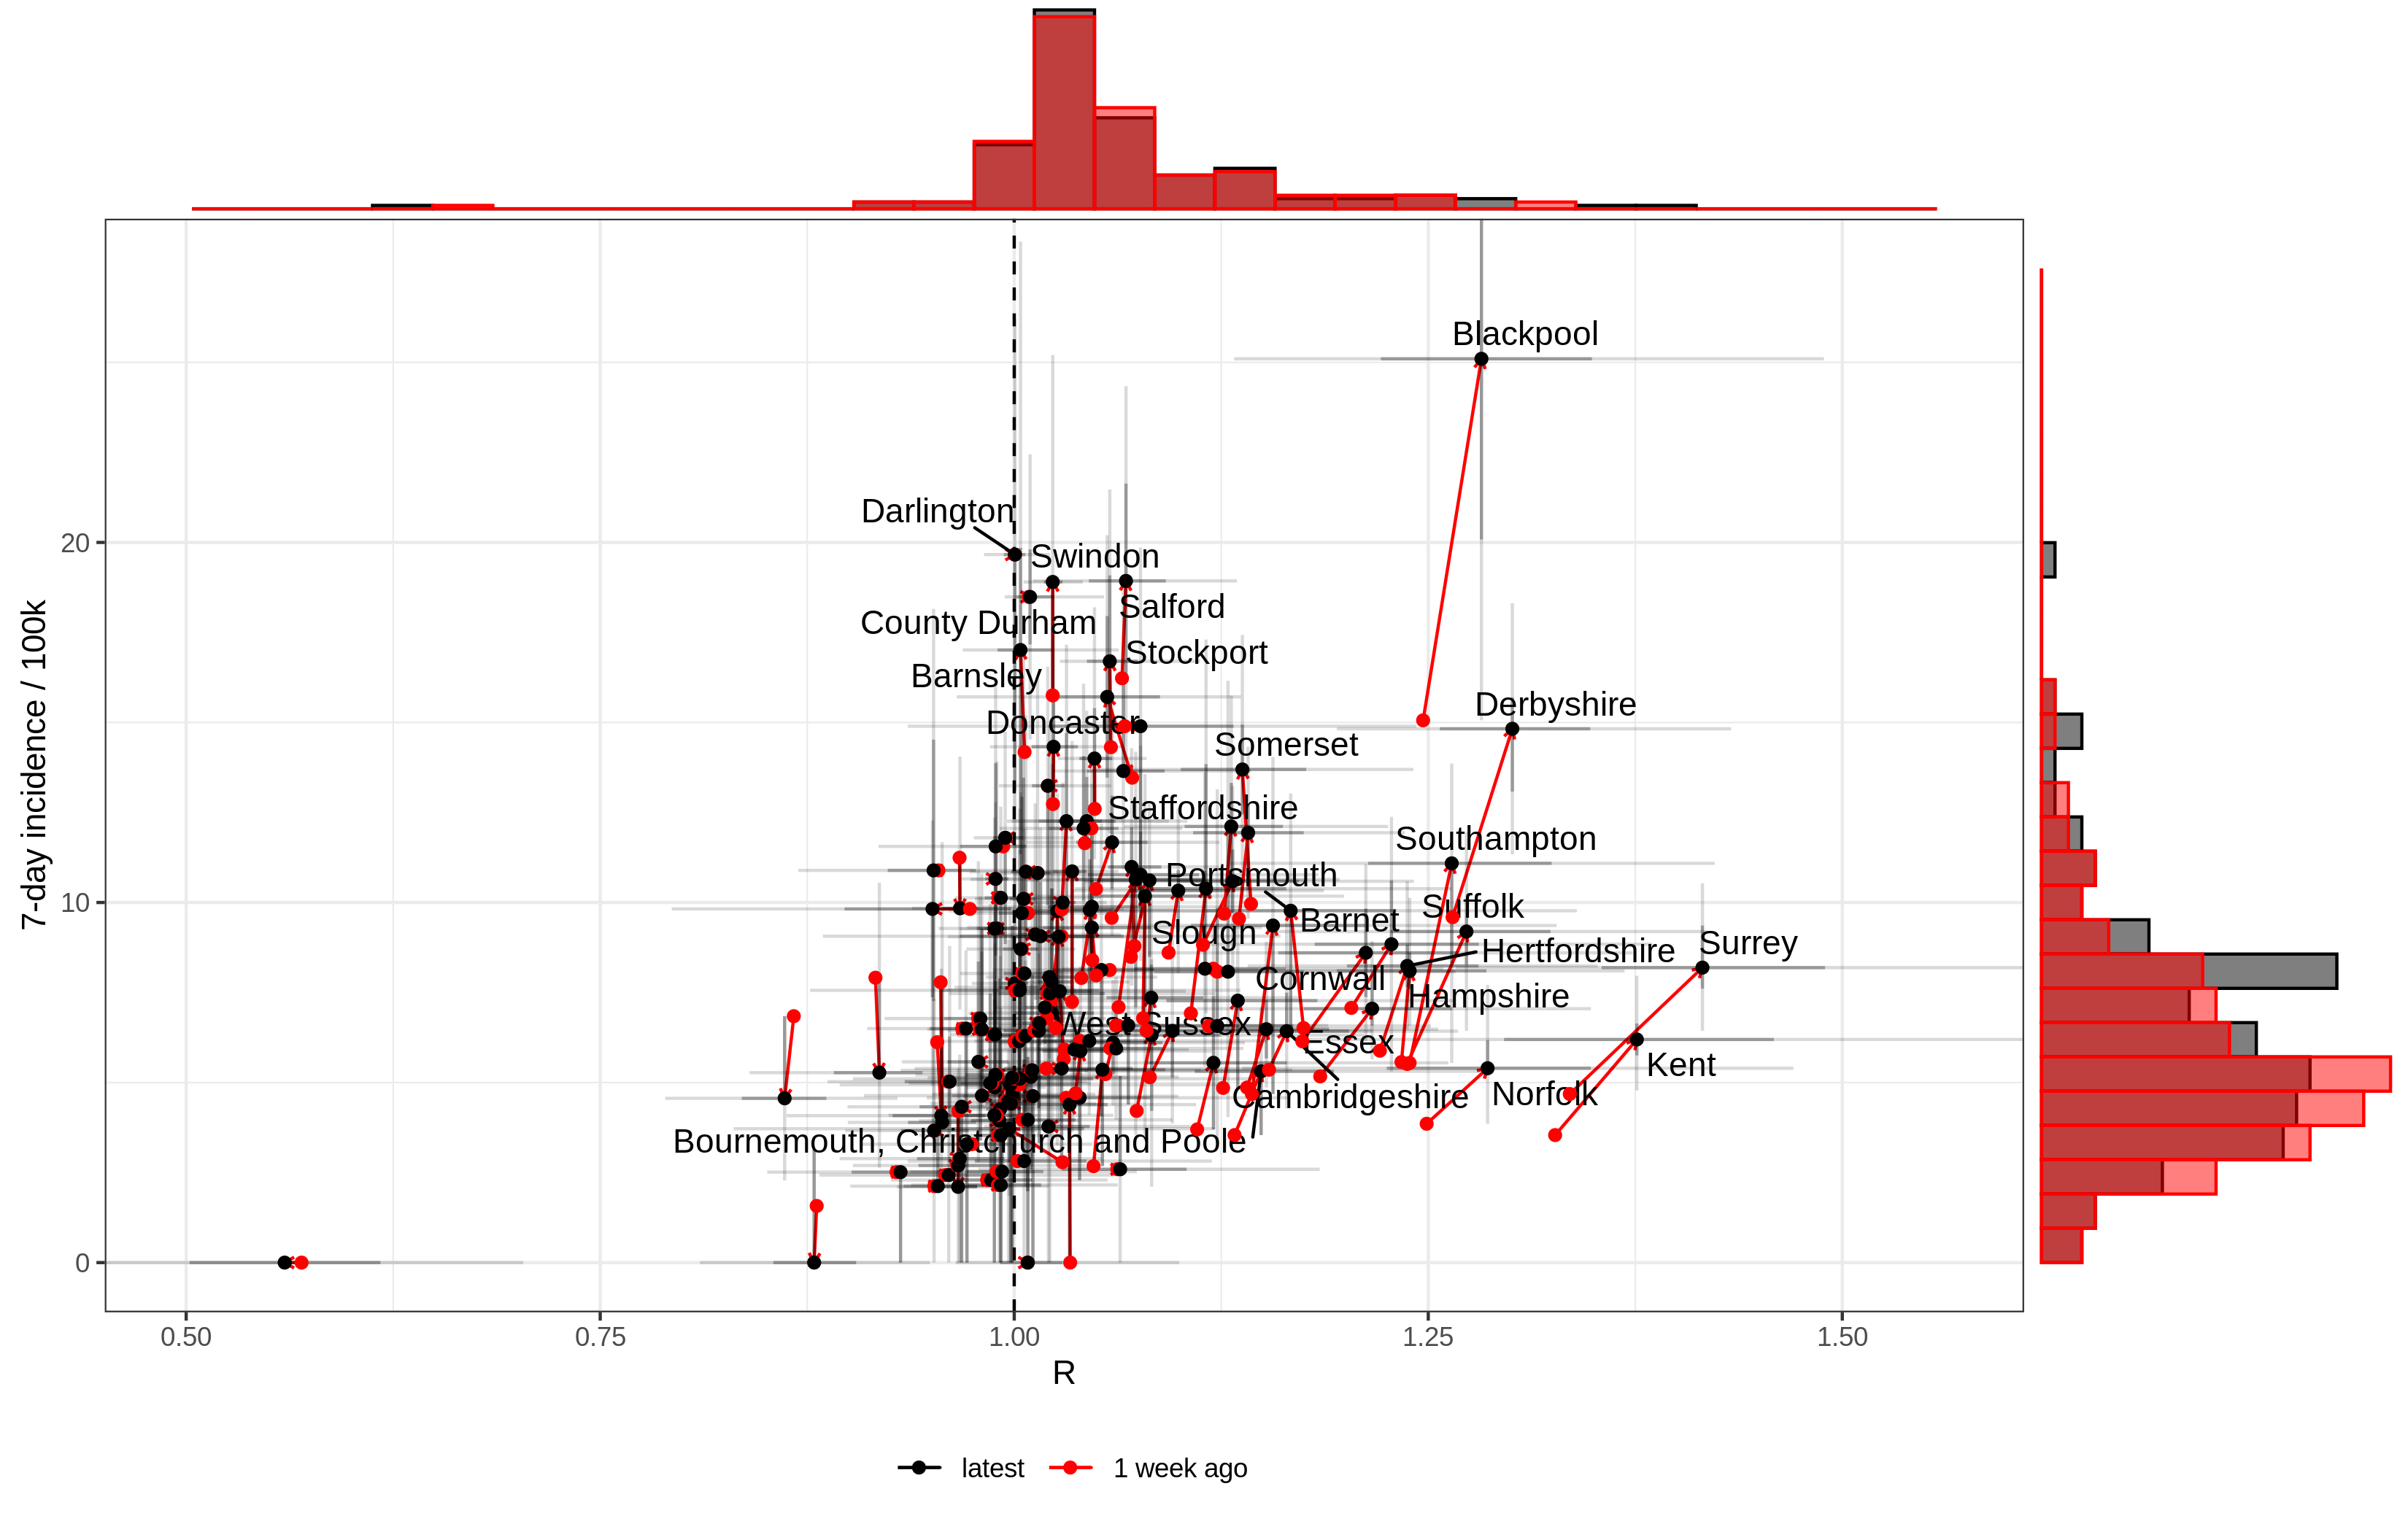 Blackpool
Darlington
Swindon
Salford
County Durham
Stockport
Barnsley
Derbyshire
Doncaster
Somerset
Staffordshire
Southampton
Portsmouth
Suffolk
Barnet
Slough
Hertfordshire
Surrey
Cornwall
Hampshire
West Sussex
Essex
Kent
Cambridgeshire
Norfolk
Bournemouth, Christchurch and Poole
20
10
0
7-day incidence / 100k
0.50 0.75 1.00 1.25 1.50
R
latest 1 week ago